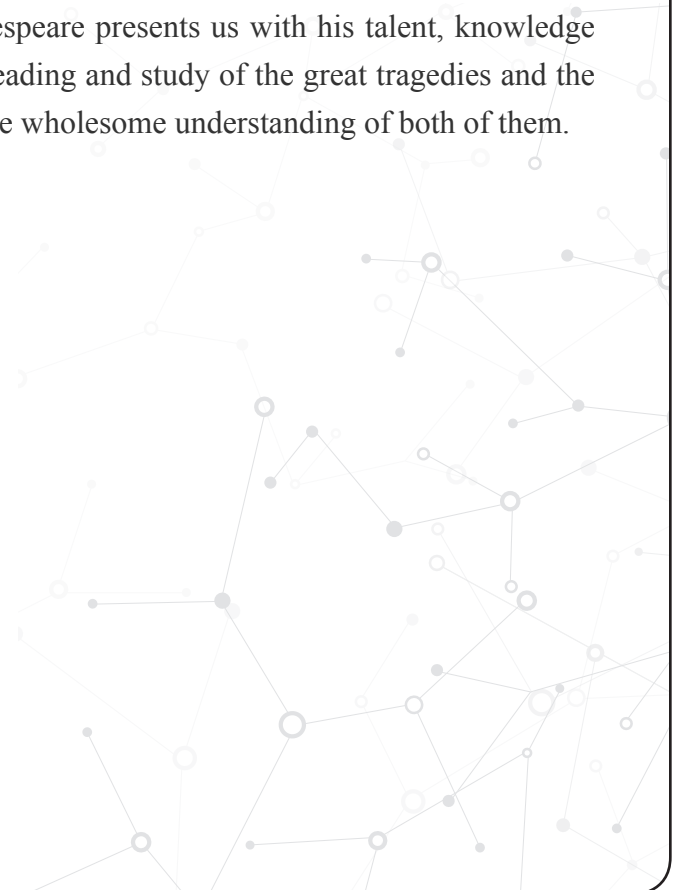 espeare presents us with his talent, knowledge
eading and study of the great tragedies and the
e wholesome understanding of both of them.